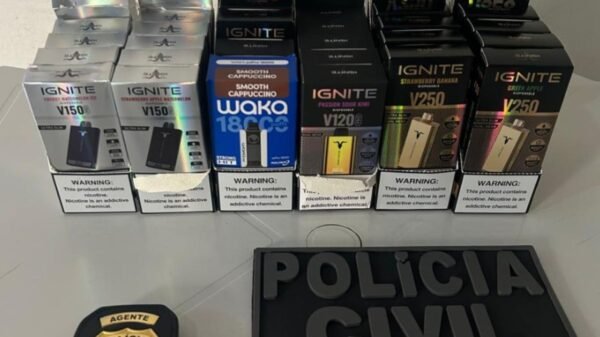 IGNITE
V150
WARNING:
This product contains
nicotine. Nicotine is
an addictive chemical.
IGNITE
STRAWBERRY WATERMELON
V150
WARNING:
This product contains
nicotine. Nicotine is an
addictive chemical.
IGNITE
SMOOTH
CAPPUCCINO
SMOOTH
CAPPUCCINO
waka
18000
WARNING:
This product contains
nicotine. Nicotine is an
addictive chemical.
IGNITE
PASSION SOUR KIWI
V120
WARNING:
nicotine. Nicotine is
an addictive chemical.
IGNITE
STRAWBERRY BANANA
V250
WARNING:
This product contains
nicotine. Nicotine is an
addictive chemical.
IGNITE
GREEN APPLE
V250
WARNING:
This product contains
nicotine. Nicotine is an
addictive chemical.
AGENTE
POLÍCIA
CIVIL